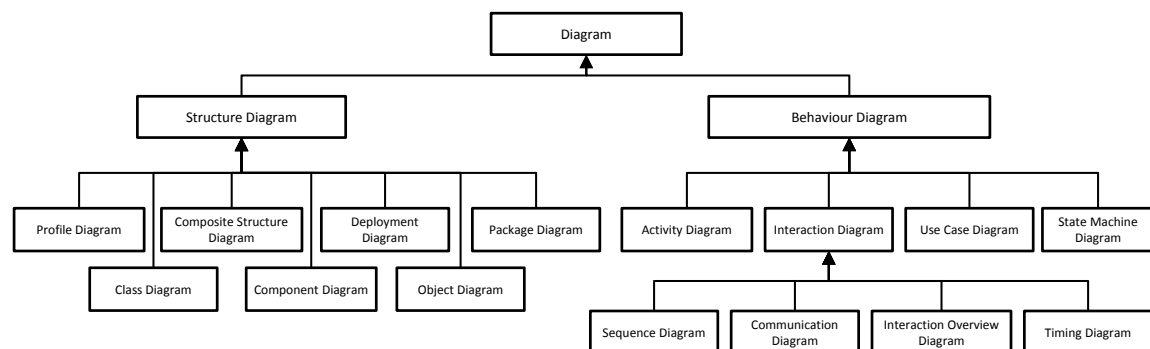 Diagram
Structure Diagram
Behaviour Diagram
Profile Diagram
Composite Structure
Diagram
Deployment
Diagram
Package Diagram
Activity Diagram
Interaction Diagram
Use Case Diagram
State Machine
Diagram
Class Diagram
Component Diagram
Object Diagram
Sequence Diagram
Communication
Diagram
Interaction Overview
Diagram
Timing Diagram